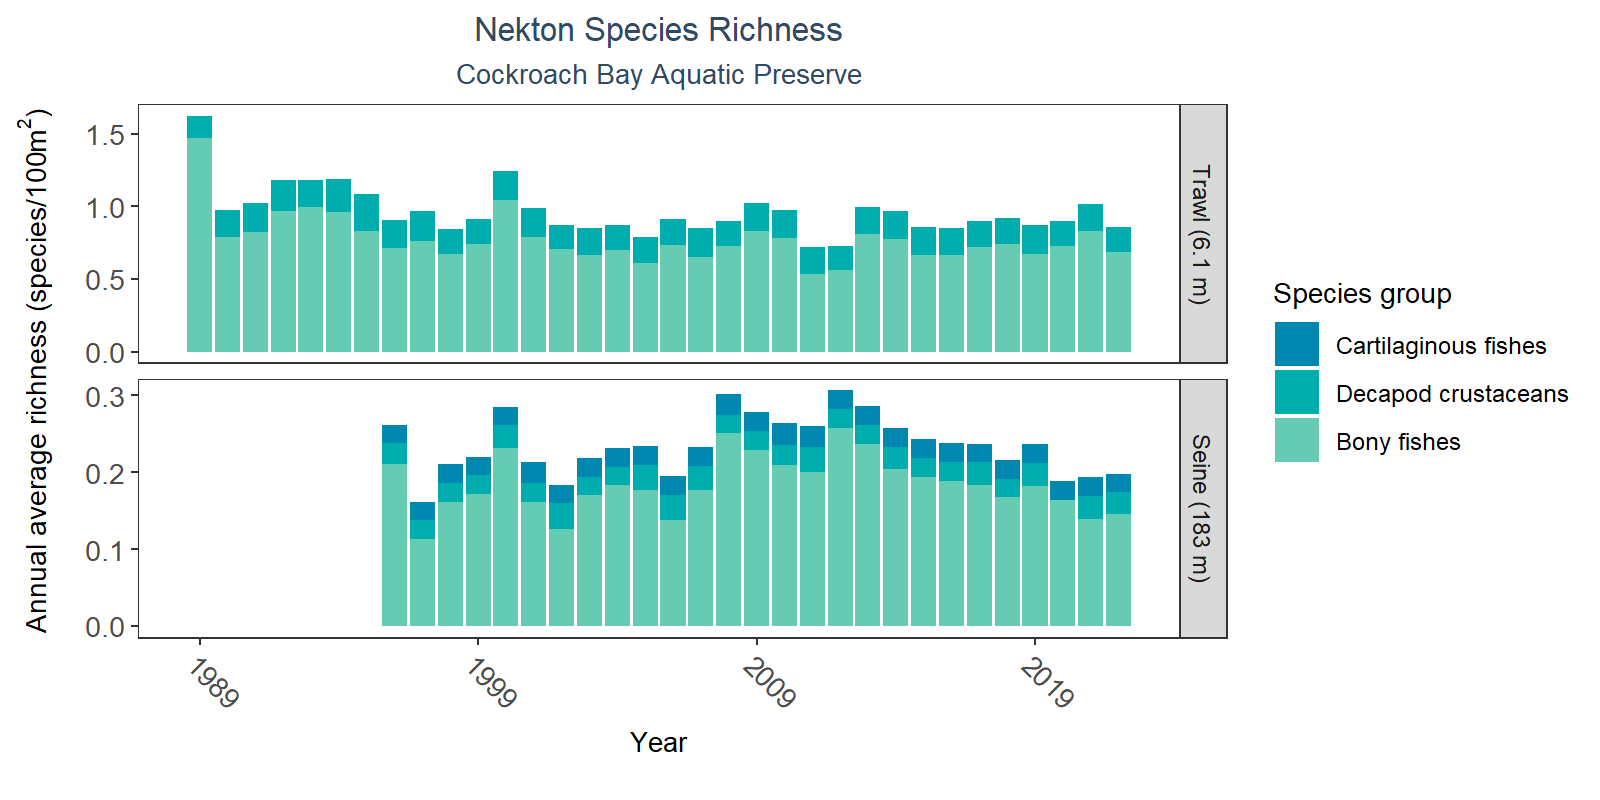 Nekton Species Richness
Cockroach Bay Aquatic Preserve
Annual average richness (species/100m²)
1.5
1.0
0.5
0.0
Trawl (6.1 m)
0.3
0.2
0.1
0.0
Seine (183 m)
1989
1999
2009
2019
Year
Species group
Cartilaginous fishes
Decapod crustaceans
Bony fishes